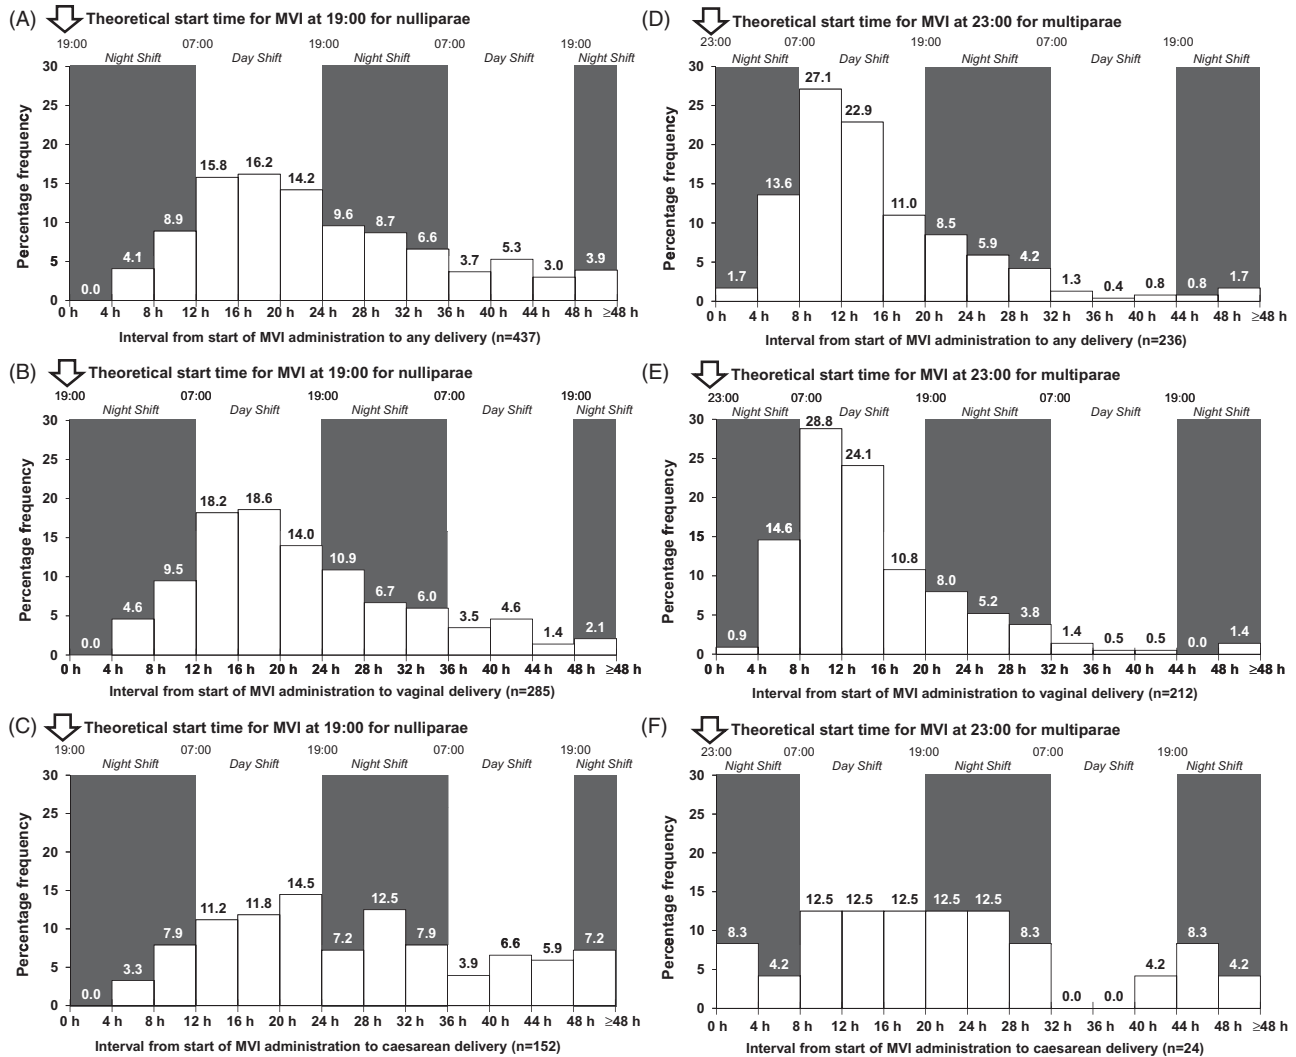 (A) Theoretical start time for MVI at 19:00 for nulliparae
19:00 07:00 19:00 07:00 19:00
Night Shift Day Shift Night Shift Day Shift Night Shift
Percentage frequency
30
25
20
15
10
5
0
0.0 4.1 8.9 15.8 16.2 14.2 9.6 8.7 6.6 3.7 5.3 3.0 3.9
0 h 4 h 8 h 12 h 16 h 20 h 24 h 28 h 32 h 36 h 40 h 44 h ≥48 h
Interval from start of MVI administration to any delivery (n=437)
(B) Theoretical start time for MVI at 19:00 for nulliparae
19:00 07:00 19:00 07:00 19:00
Night Shift Day Shift Night Shift Day Shift Night Shift
Percentage frequency
30
25
20
15
10
5
0
0.0 4.6 9.5 18.2 18.6 14.0 10.9 6.7 6.0 3.5 4.6 1.4 2.1
0 h 4 h 8 h 12 h 16 h 20 h 24 h 28 h 32 h 36 h 40 h 44 h ≥48 h
Interval from start of MVI administration to vaginal delivery (n=285)
(C) Theoretical start time for MVI at 19:00 for nulliparae
19:00 07:00 19:00 07:00 19:00
Night Shift Day Shift Night Shift Day Shift Night Shift
Percentage frequency
30
25
20
15
10
5
0
0.0 3.3 7.9 11.2 11.8 14.5 7.2 12.5 7.9 3.9 6.6 5.9 7.2
0 h 4 h 8 h 12 h 16 h 20 h 24 h 28 h 32 h 36 h 40 h 44 h ≥48 h
Interval from start of MVI administration to caesarean delivery (n=152)
(D) Theoretical start time for MVI at 23:00 for multiparae
23:00 07:00 19:00 07:00 19:00
Night Shift Day Shift Night Shift Day Shift Night Shift
Percentage frequency
30
25
20
15
10
5
0
1.7 13.6 27.1 22.9 11.0 8.5 5.9 4.2 1.3 0.4 0.8 0.8 1.7
0 h 4 h 8 h 12 h 16 h 20 h 24 h 28 h 32 h 36 h 40 h 44 h 48 h ≥48 h
Interval from start of MVI administration to any delivery (n=236)
(E) Theoretical start time for MVI at 23:00 for multiparae
23:00 07:00 19:00 07:00 19:00
Night Shift Day Shift Night Shift Day Shift Night Shift
Percentage frequency
30
25
20
15
10
5
0
0.9 14.6 28.8 24.1 10.8 8.0 5.2 3.8 1.4 0.5 0.5 0.0 1.4
0 h 4 h 8 h 12 h 16 h 20 h 24 h 28 h 32 h 36 h 40 h 44 h 48 h ≥48 h
Interval from start of MVI administration to vaginal delivery (n=212)
(F) Theoretical start time for MVI at 23:00 for multiparae
23:00 07:00 19:00 07:00 19:00
Night Shift Day Shift Night Shift Day Shift Night Shift
Percentage frequency
30
25
20
15
10
5
0
8.3 4.2 12.5 12.5 12.5 12.5 12.5 8.3 0.0 0.0 4.2 8.3 4.2
0 h 4 h 8 h 12 h 16 h 20 h 24 h 28 h 32 h 36 h 40 h 44 h 48 h ≥48 h
Interval from start of MVI administration to caesarean delivery (n=24)